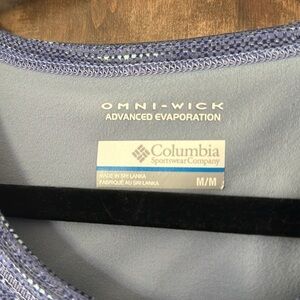 OMNI-WICK
ADVANCED EVAPORATION
Columbia
Sportswear Company
MADE IN SRI LANKA
FABRIQUÉ AU SRI LANKA
M/M